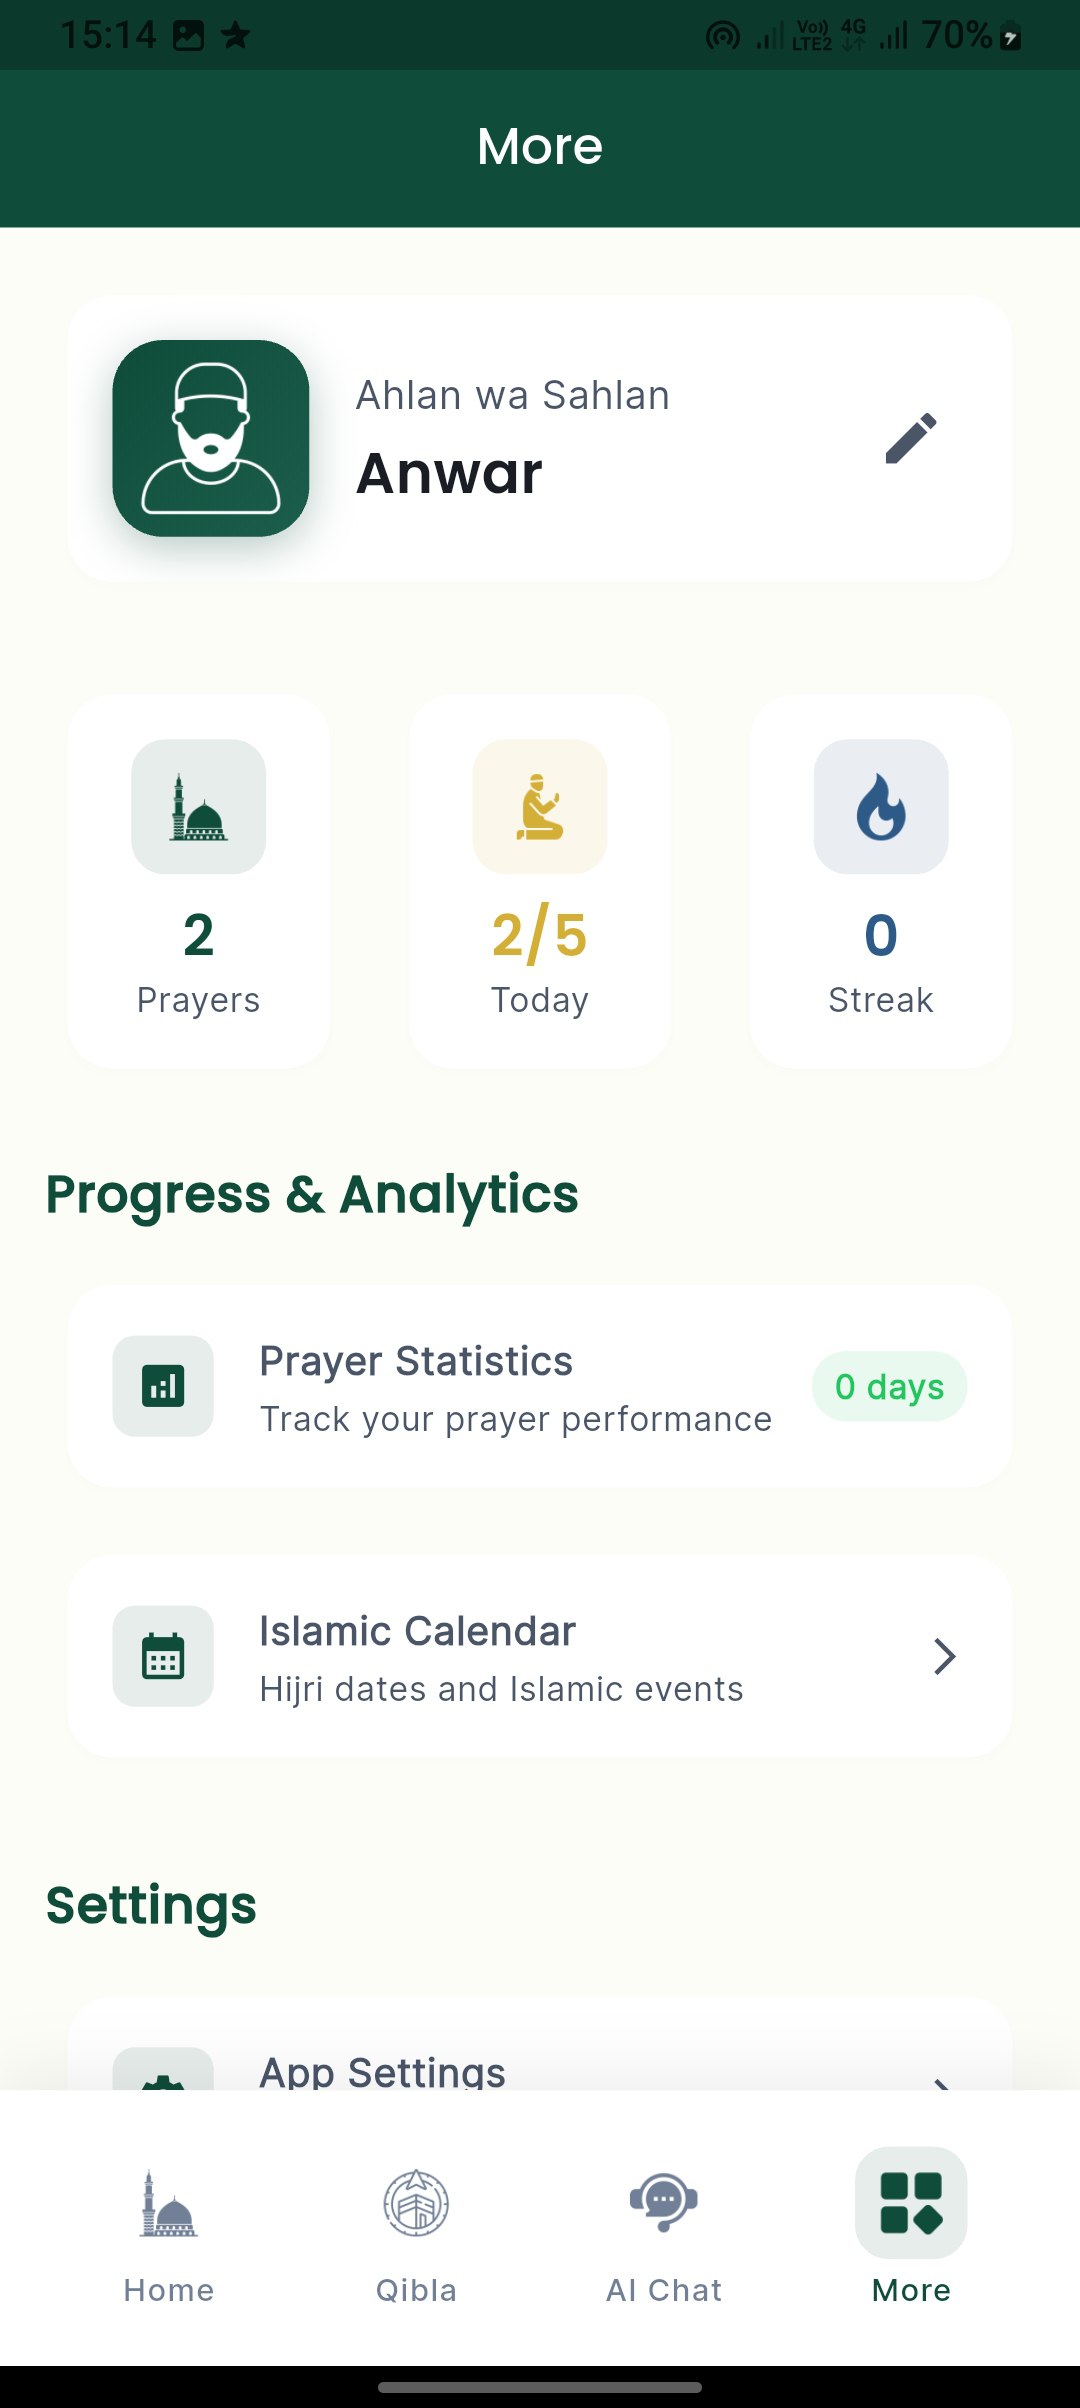 15:14
Vo)) LTE2 4G 70%
More
Ahlan wa Sahlan
Anwar
2
Prayers
2/5
Today
0
Streak
Progress & Analytics
Prayer Statistics
Track your prayer performance
0 days
Islamic Calendar
Hijri dates and Islamic events
Settings
App Settings
Home
Qibla
AI Chat
More